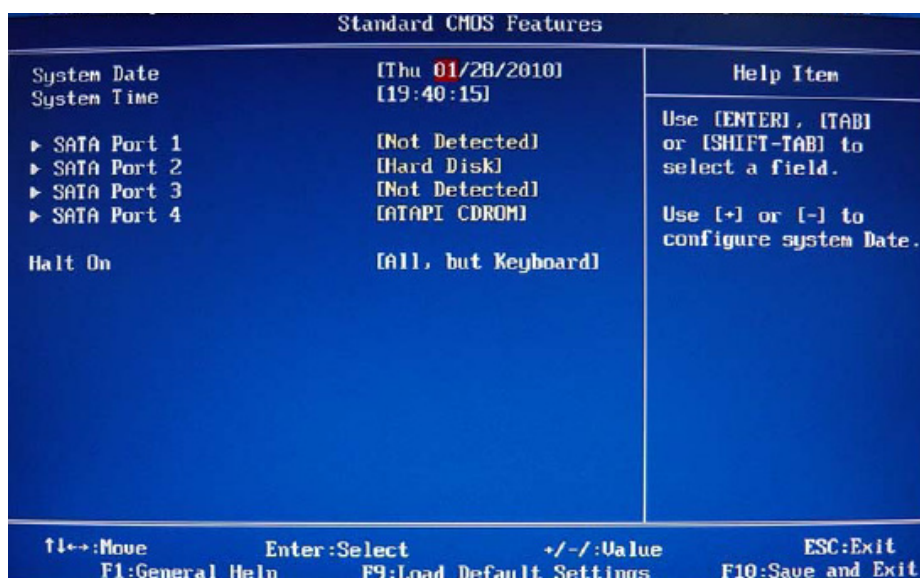 Standard CMOS Features
System Date [Thu 01/28/2010]
System Time [19:40:15]
▶ SATA Port 1 [Not Detected]
▶ SATA Port 2 [Hard Disk]
▶ SATA Port 3 [Not Detected]
▶ SATA Port 4 [ATAPI CDROM]
Halt On [All, but Keyboard]
Help Item
Use [ENTER], [TAB]
or [SHIFT-TAB] to
select a field.
Use [+] or [-] to
configure system Date.
↑↓←→:Move Enter:Select +/-/:Value ESC:Exit
F1:General Help F9:Load Default Settings F10:Save and Exit